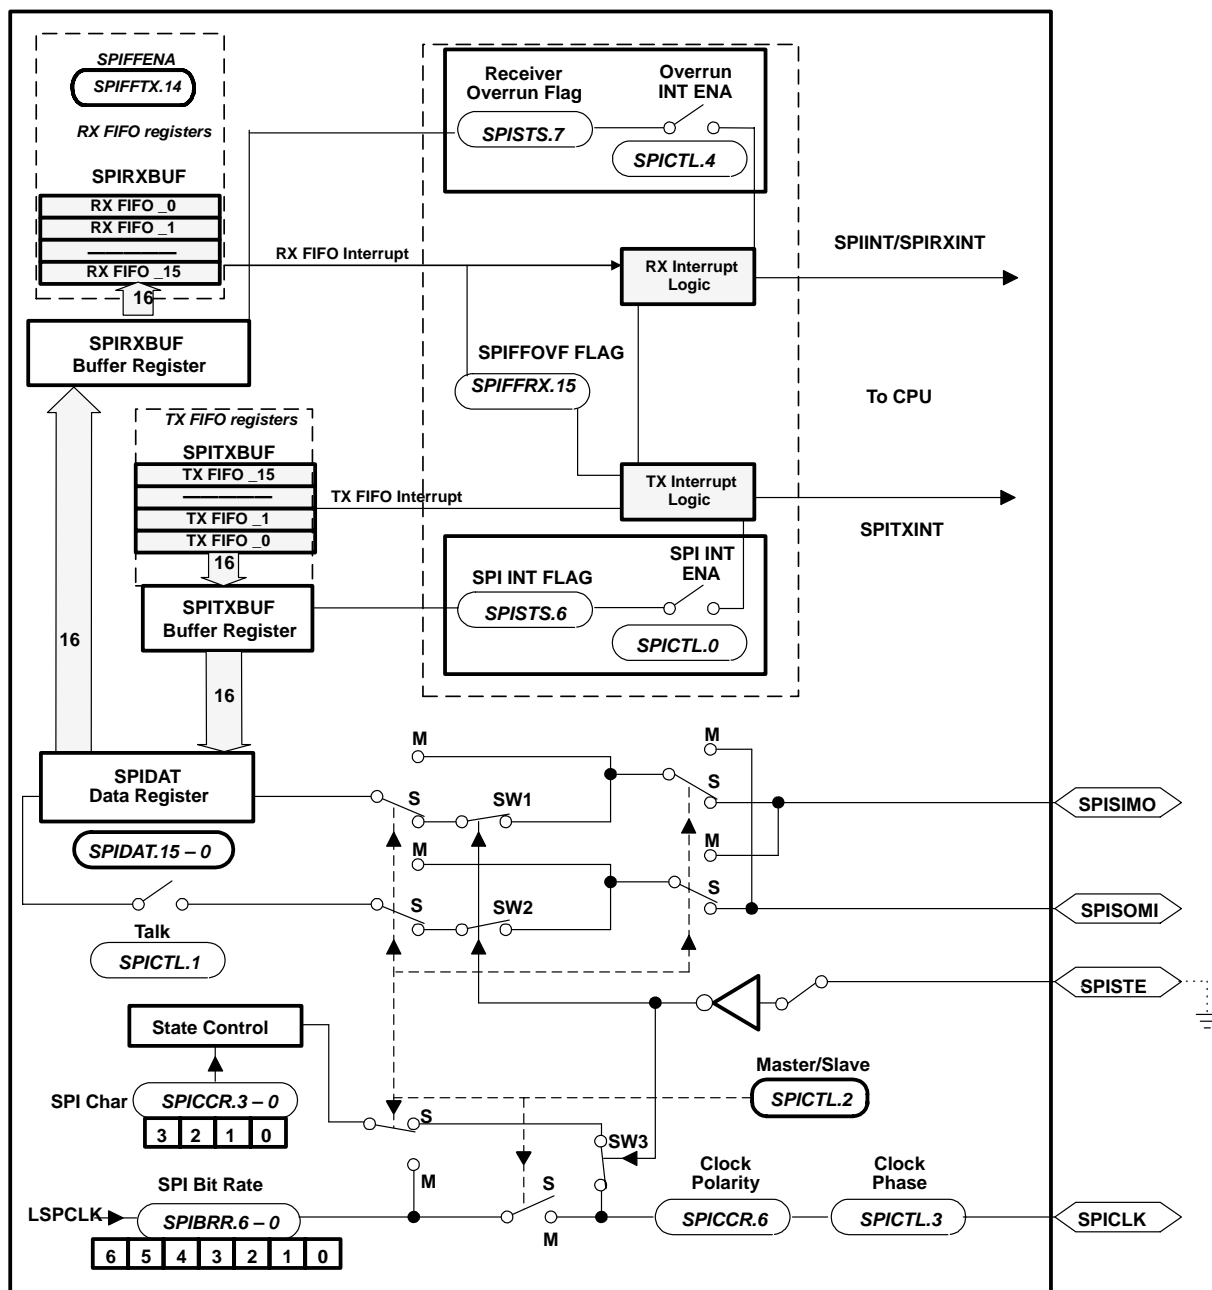 SPIFFENA
SPIFFTX.14
RX FIFO registers
SPIRXBUF
RX FIFO _0
RX FIFO _1
RX FIFO _15
16
SPIRXBUF
Buffer Register
Receiver
Overrun Flag
SPISTS.7
Overrun
INT ENA
SPICTL.4
RX FIFO Interrupt
RX Interrupt
Logic
SPIINT/SPIRXINT
SPIFFOVF FLAG
SPIFFRX.15
To CPU
TX FIFO registers
SPITXBUF
TX FIFO _15
TX FIFO _1
TX FIFO _0
16
TX FIFO Interrupt
TX Interrupt
Logic
SPITXINT
SPITXBUF
Buffer Register
SPI INT FLAG
SPISTS.6
SPI INT
ENA
SPICTL.0
16
16
SPIDAT
Data Register
SPIDAT.15 – 0
M
S
SW1
M
S
SPISIMO
M
S
SW2
M
S
SPISOMI
Talk
SPICTL.1
SPISTE
State Control
Master/Slave
SPICTL.2
SPI Char
SPICCR.3 – 0
3 2 1 0
S
M
SW3
SPI Bit Rate
LSPCLK
SPIBRR.6 – 0
6 5 4 3 2 1 0
S
M
Clock
Polarity
SPICCR.6
Clock
Phase
SPICTL.3
SPICLK